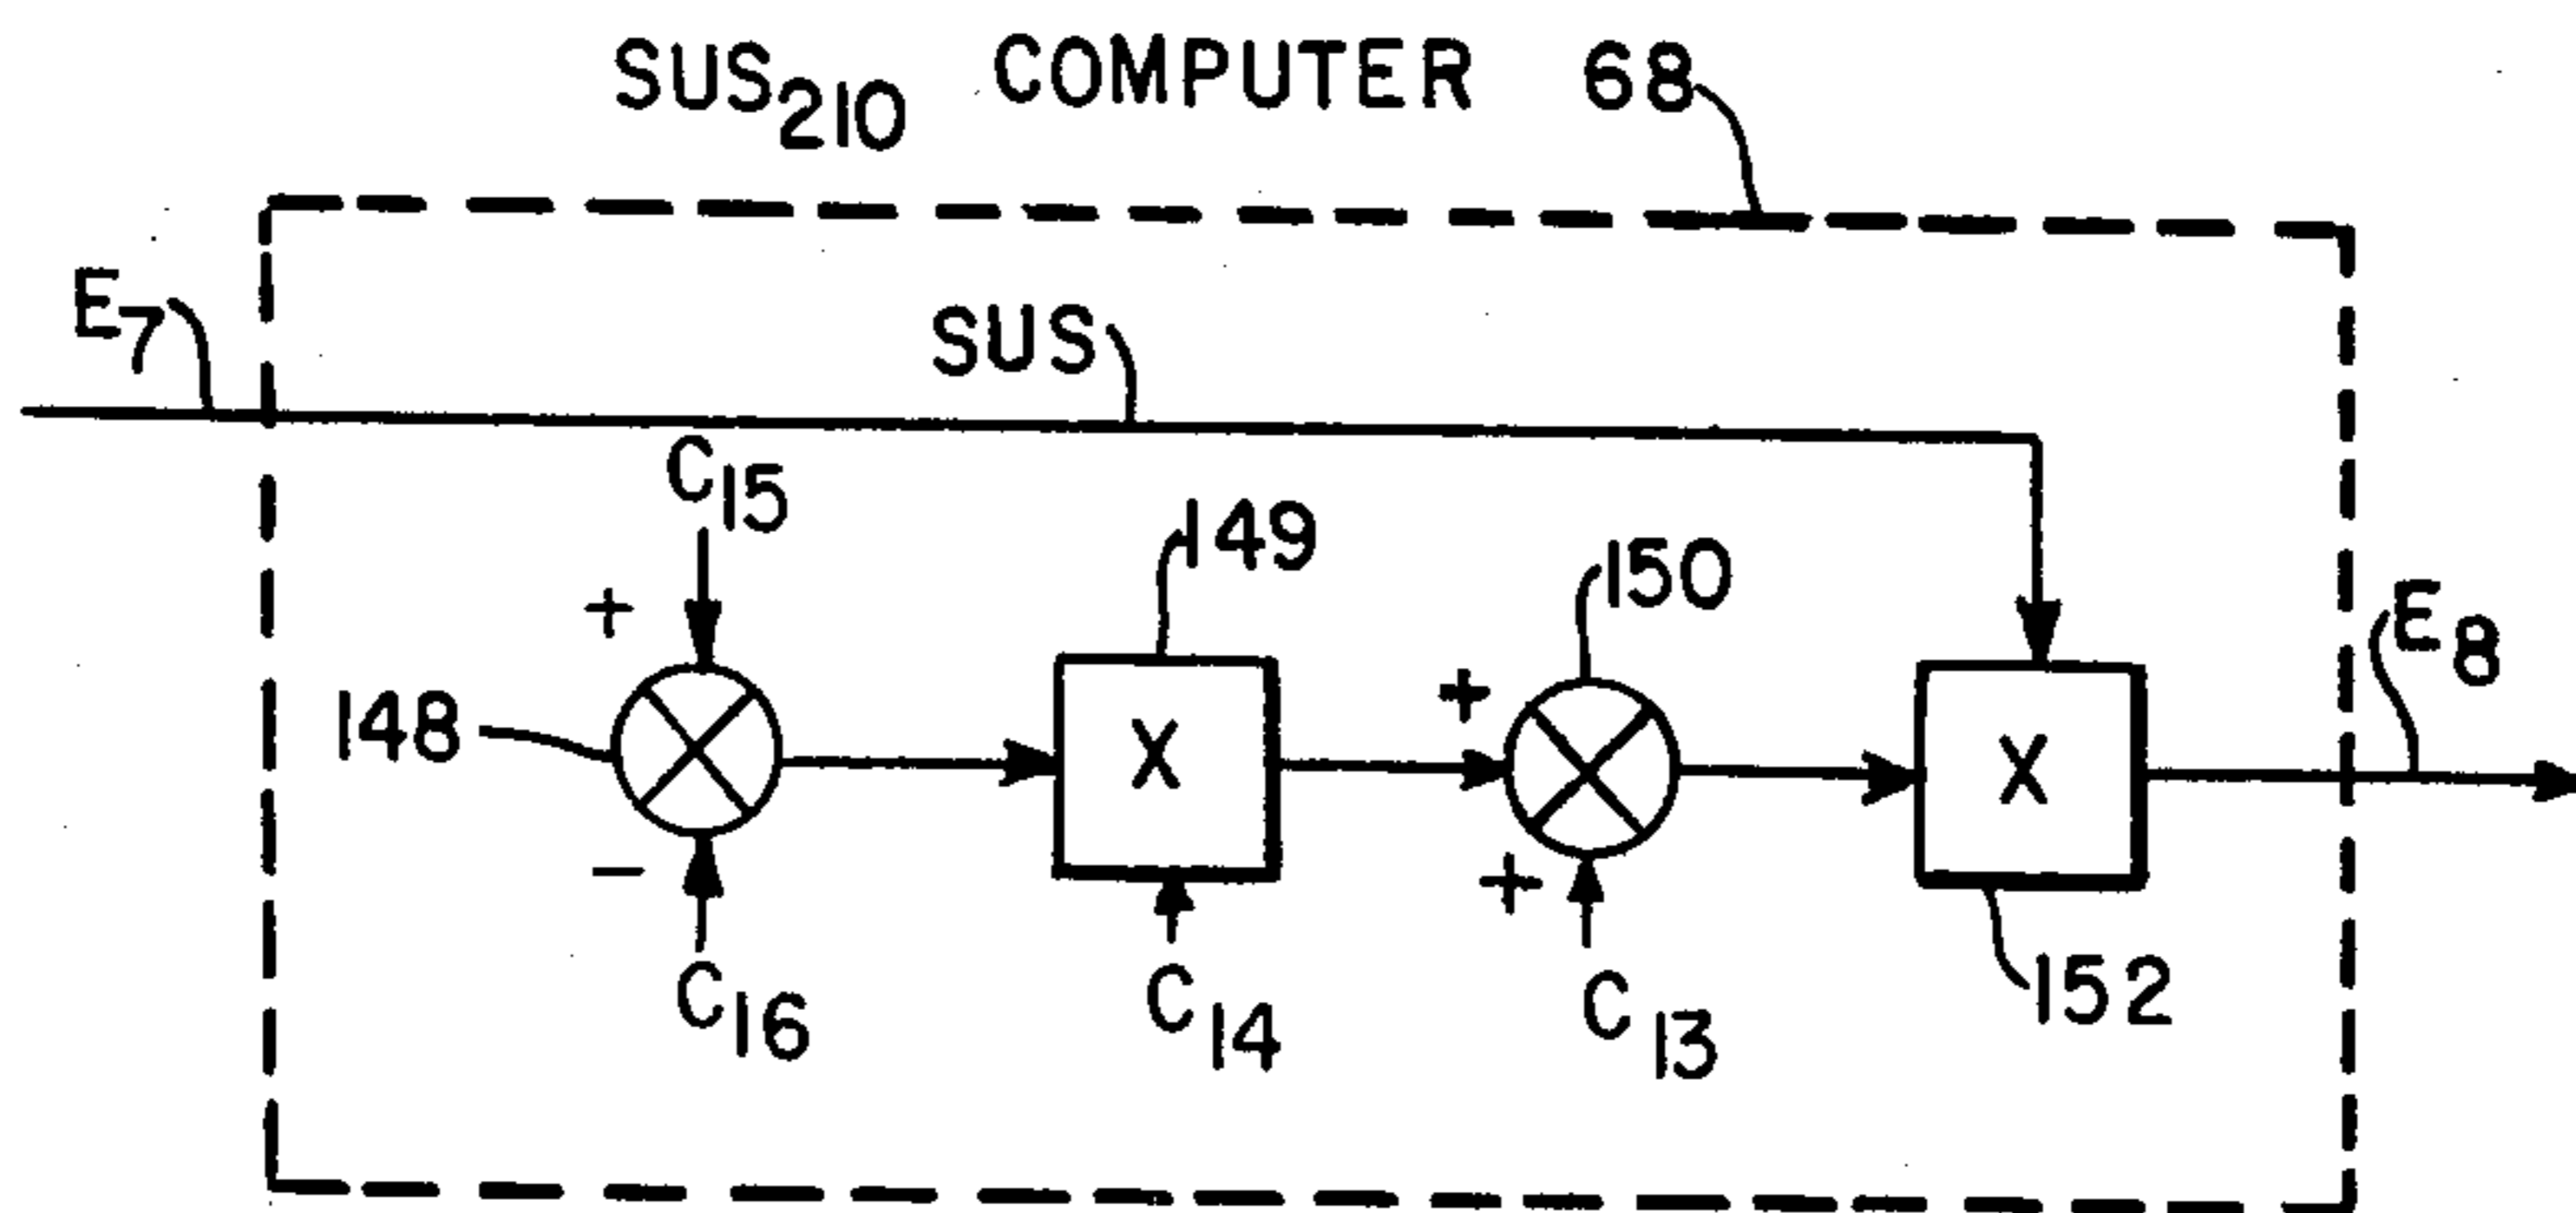 SUS210 COMPUTER 68
E7
SUS
C15
149
150
+
E8
148
X
+
X
−
+
C16
C14
C13
152